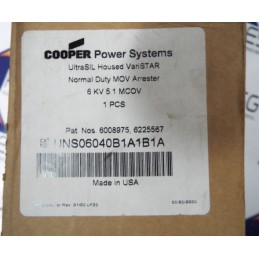 COOPER Power Systems
UltraSIL Housed VariSTAR
Normal Duty MOV Arrester
6 KV 5.1 MCOV
1 PCS
Pat Nos. 6008975, 6225567
UNS06040B1A1B1A
Made in USA